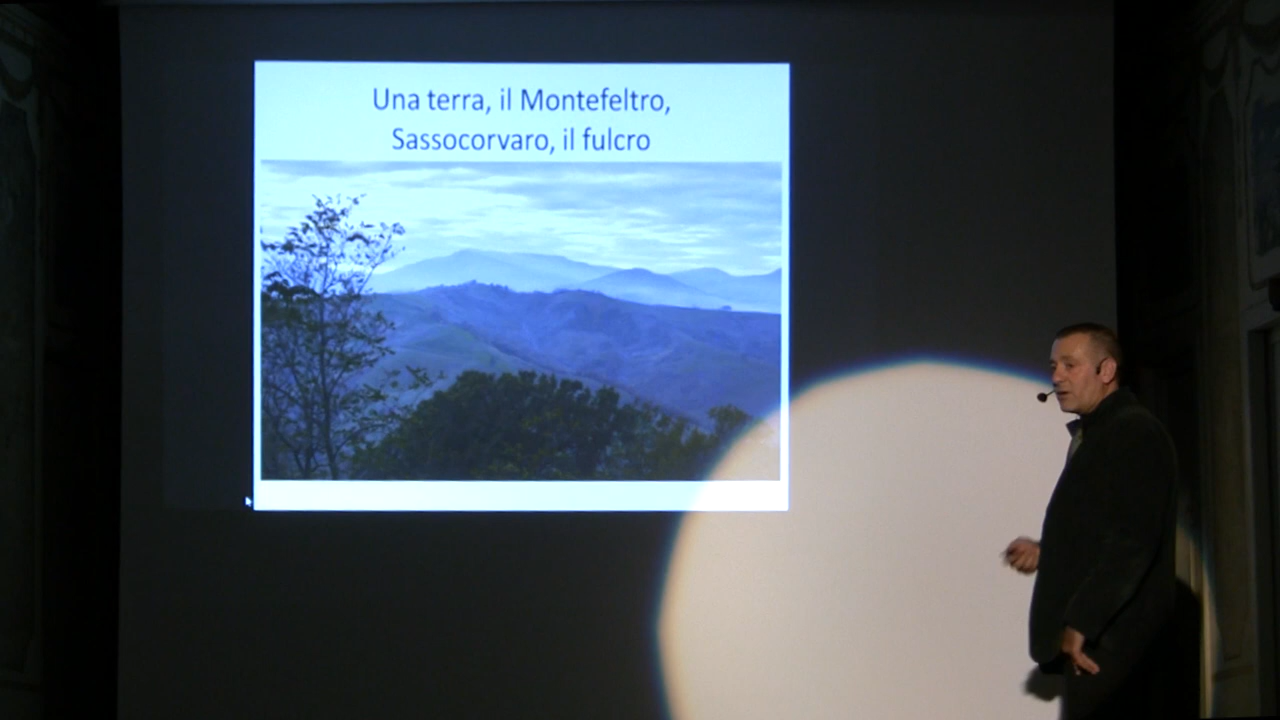 Una terra, il Montefeltro,
Sassocorvaro, il fulcro